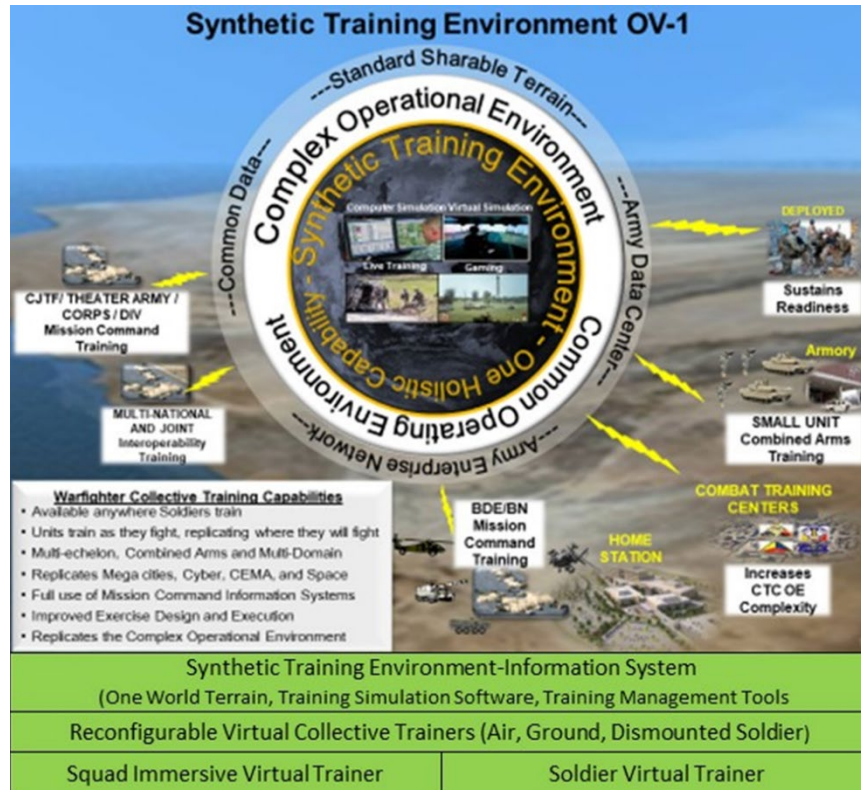 Synthetic Training Environment OV-1
---Standard Sharable Terrain---
---Common Data---
---Army Data Center---
---Army Enterprise Network---
Complex Operational Environment
Common Operating Environment
Synthetic Training Environment - One Holistic Capability -
Computer Simulation Virtual Simulation
Live Training Gaming
DEPLOYED
Sustains
Readiness
CJTF/ THEATER ARMY /
CORPS / DIV
Mission Command
Training
MULTI-NATIONAL
AND JOINT
Interoperability
Training
Armory
SMALL UNIT
Combined Arms
Training
Warfighter Collective Training Capabilities
• Available anywhere Soldiers train
• Units train as they fight, replicating where they will fight
• Multi-echelon, Combined Arms and Multi-Domain
• Replicates Mega cities, Cyber, CEMA, and Space
• Full use of Mission Command Information Systems
• Improved Exercise Design and Execution
• Replicates the Complex Operational Environment
BDE/BN
Mission
Command
Training
HOME
STATION
COMBAT TRAINING
CENTERS
Increases
CTC OE
Complexity
Synthetic Training Environment-Information System
(One World Terrain, Training Simulation Software, Training Management Tools
Reconfigurable Virtual Collective Trainers (Air, Ground, Dismounted Soldier)
Squad Immersive Virtual Trainer
Soldier Virtual Trainer